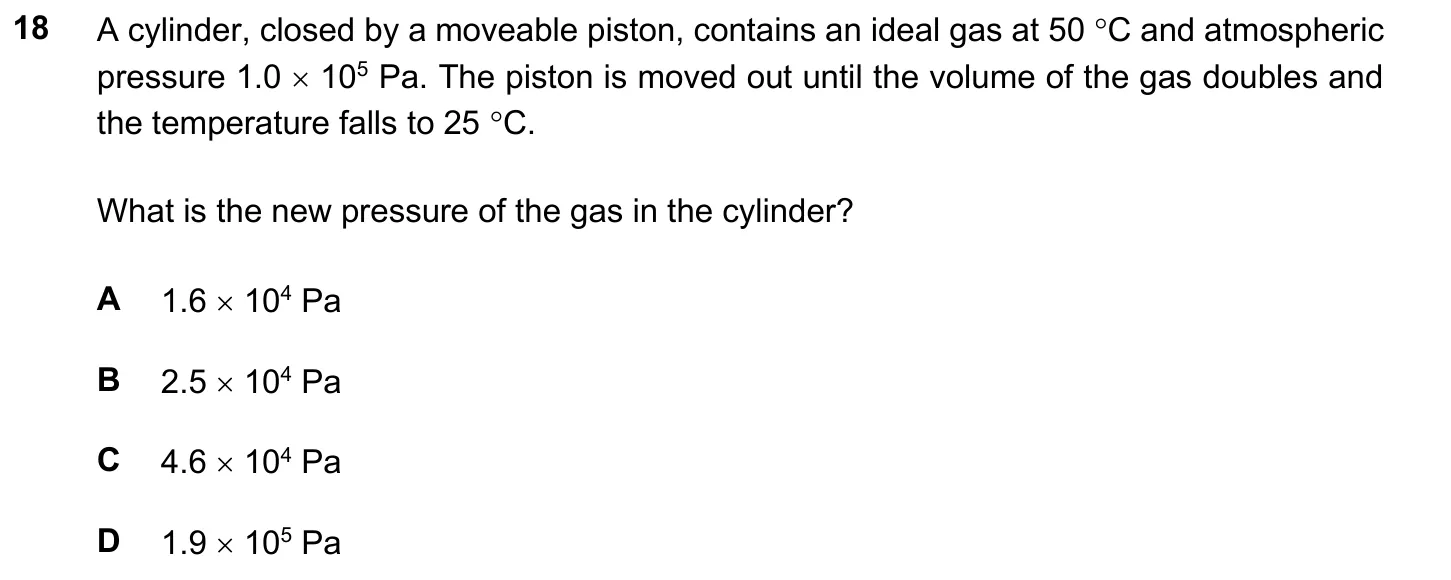 18 A cylinder, closed by a moveable piston, contains an ideal gas at 50 °C and atmospheric
pressure 1.0 × 10⁵ Pa. The piston is moved out until the volume of the gas doubles and
the temperature falls to 25 °C.
What is the new pressure of the gas in the cylinder?
A 1.6 × 10⁴ Pa
B 2.5 × 10⁴ Pa
C 4.6 × 10⁴ Pa
D 1.9 × 10⁵ Pa